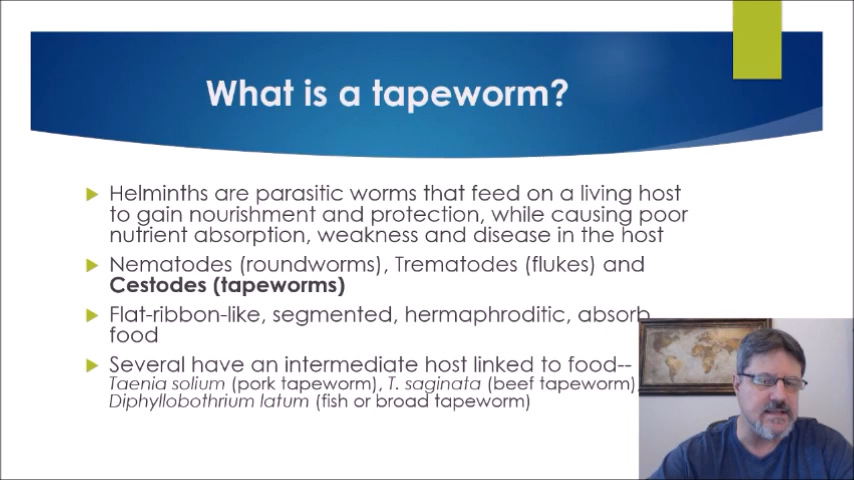 What is a tapeworm?
Helminths are parasitic worms that feed on a living host
to gain nourishment and protection, while causing poor
nutrient absorption, weakness and disease in the host
Nematodes (roundworms), Trematodes (flukes) and
Cestodes (tapeworms)
Flat-ribbon-like, segmented, hermaphroditic, absorb
food
Several have an intermediate host linked to food--
Taenia solium (pork tapeworm), T. saginata (beef tapeworm)
Diphyllobothrium latum (fish or broad tapeworm)